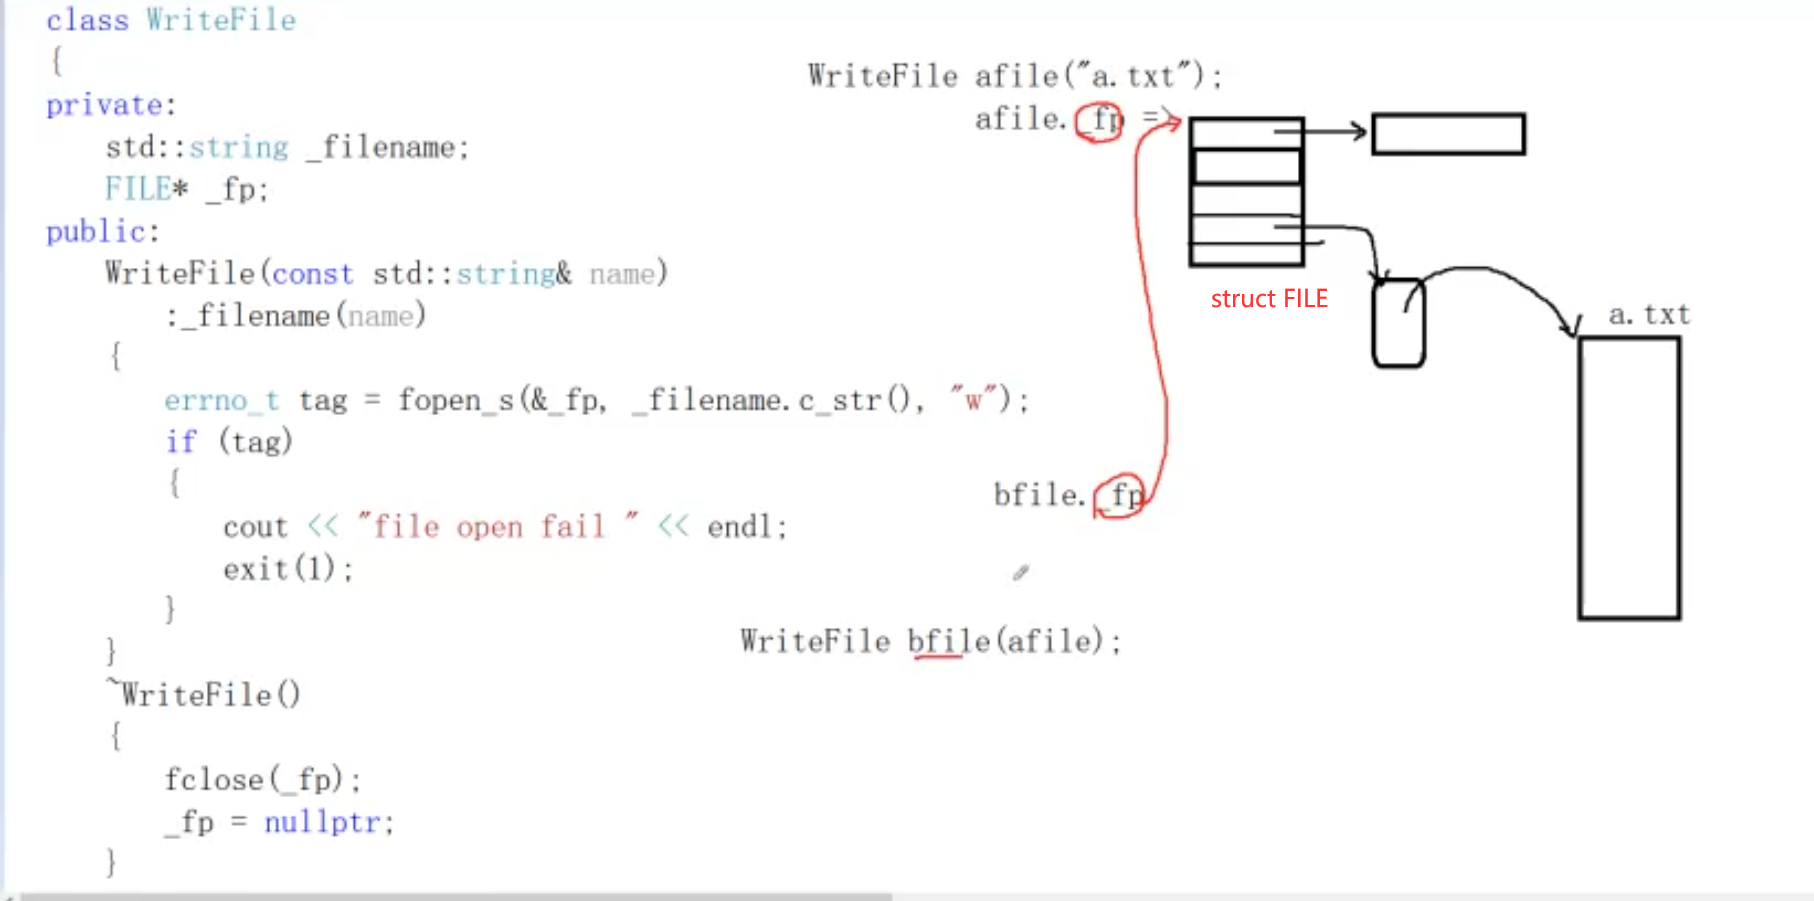 class WriteFile
{
private:
std::string _filename;
FILE* _fp;
public:
WriteFile(const std::string& name)
:_filename(name)
{
errno_t tag = fopen_s(&_fp, _filename.c_str(), "w");
if (tag)
{
cout << "file open fail " << endl;
exit(1);
}
}
~WriteFile()
{
fclose(_fp);
_fp = nullptr;
}
WriteFile afile("a.txt");
afile._fp =>
struct FILE
a.txt
bfile._fp
WriteFile bfile(afile);